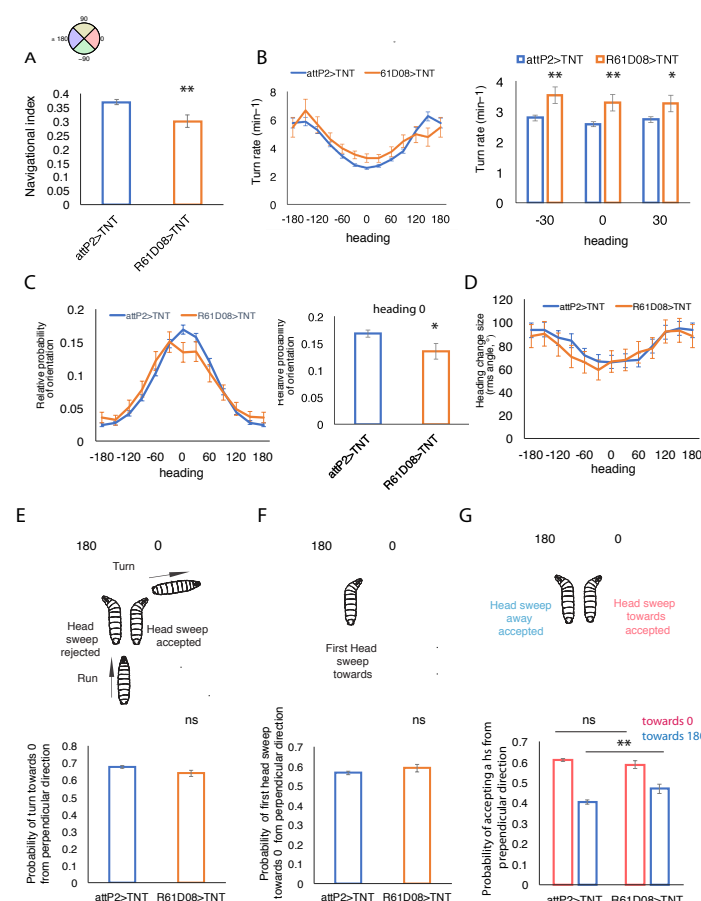 90
± 180
0
−90
A
Navigational index
0.4
0.35
0.3
0.25
0.2
0.15
0.1
0.05
0
**
attP2>TNT
R61D08>TNT
B
attP2>TNT
61D08>TNT
Turn rate (min–1)
8
6
4
2
0
-180
-120
-60
0
60
120
180
heading
attP2>TNT
R61D08>TNT
Turn rate (min–1)
4
3
2
1
0
**
**
*
-30
0
30
heading
C
attP2>TNT
R61D08>TNT
Relative probability
of orientation
0.2
0.15
0.1
0.05
0
-180
-120
-60
0
60
120
180
heading
heading 0
Relative probability
of orientation
0.2
0.15
0.1
0.05
0
*
attP2>TNT
R61D08>TNT
D
attP2>TNT
R61D08>TNT
Heading change size
(rms angle, °)
120
100
80
60
40
20
0
-180
-120
-60
0
60
120
180
heading
E
180
0
Turn
Head
sweep
rejected
Head sweep
accepted
Run
ns
Probability of turn towards 0
from perpendicular direction
0.8
0.7
0.6
0.5
0.4
0.3
0.2
0.1
0
attP2>TNT
R61D08>TNT
F
180
0
First Head
sweep
towards
ns
Probability of first head sweep
towards 0 fom perpendicular direction
0.7
0.6
0.5
0.4
0.3
0.2
0.1
0
attP2>TNT
R61D08>TNT
G
180
0
Head sweep
away
accepted
Head sweep
towards
accepted
ns
towards 0
towards 180
**
Probability of accepting a hs from
prependicular direction
0.7
0.6
0.5
0.4
0.3
0.2
0.1
0
attP2>TNT
R61D08>TNT